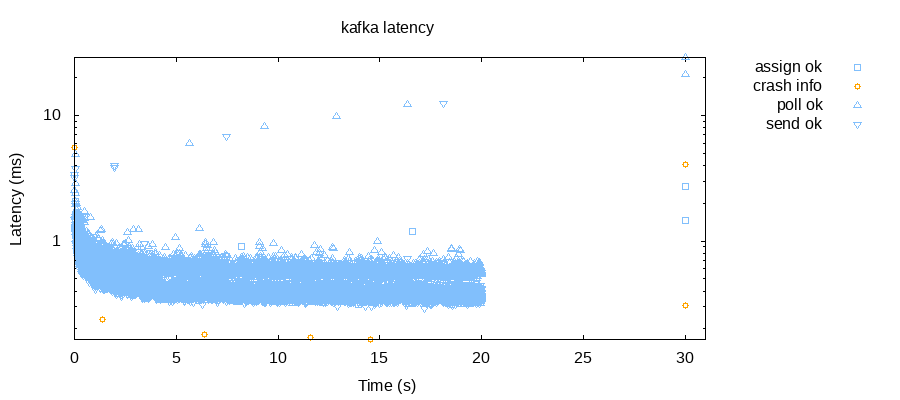 kafka latency
assign ok
crash info
poll ok
send ok
10
1
Latency (ms)
0 5 10 15 20 25 30
Time (s)